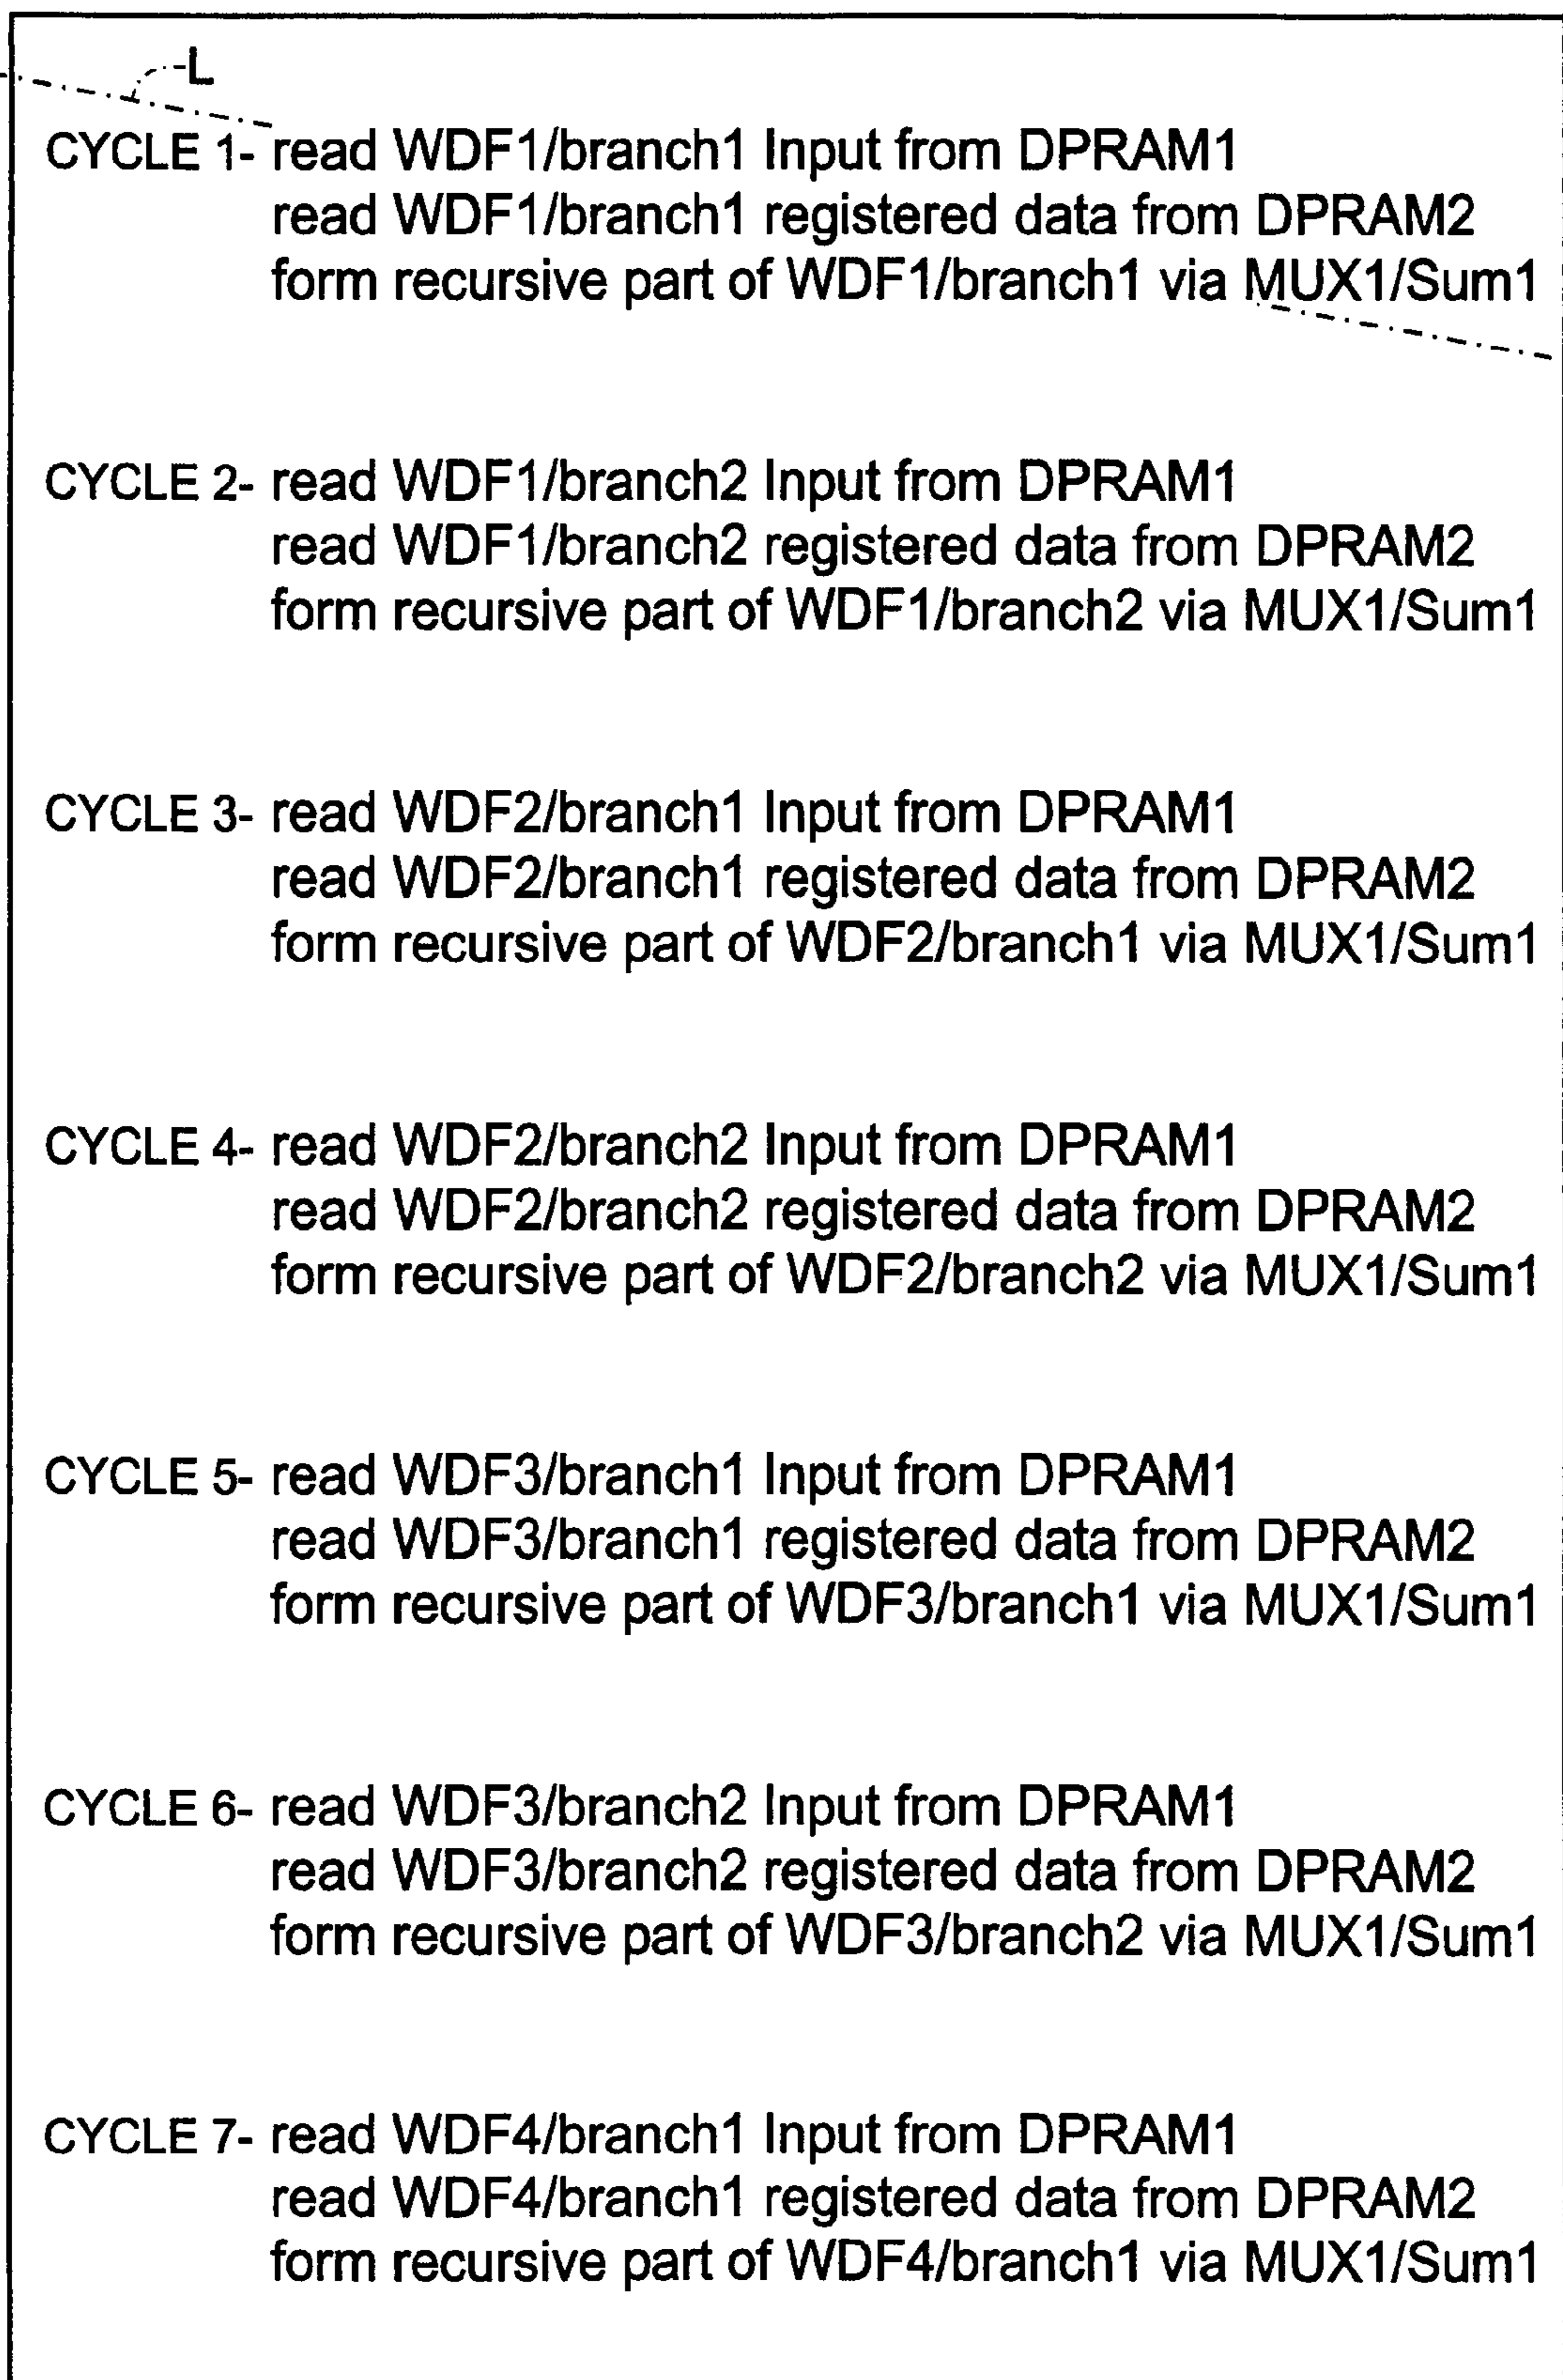 L
CYCLE 1- read WDF1/branch1 Input from DPRAM1
read WDF1/branch1 registered data from DPRAM2
form recursive part of WDF1/branch1 via MUX1/Sum1
CYCLE 2- read WDF1/branch2 Input from DPRAM1
read WDF1/branch2 registered data from DPRAM2
form recursive part of WDF1/branch2 via MUX1/Sum1
CYCLE 3- read WDF2/branch1 Input from DPRAM1
read WDF2/branch1 registered data from DPRAM2
form recursive part of WDF2/branch1 via MUX1/Sum1
CYCLE 4- read WDF2/branch2 Input from DPRAM1
read WDF2/branch2 registered data from DPRAM2
form recursive part of WDF2/branch2 via MUX1/Sum1
CYCLE 5- read WDF3/branch1 Input from DPRAM1
read WDF3/branch1 registered data from DPRAM2
form recursive part of WDF3/branch1 via MUX1/Sum1
CYCLE 6- read WDF3/branch2 Input from DPRAM1
read WDF3/branch2 registered data from DPRAM2
form recursive part of WDF3/branch2 via MUX1/Sum1
CYCLE 7- read WDF4/branch1 Input from DPRAM1
read WDF4/branch1 registered data from DPRAM2
form recursive part of WDF4/branch1 via MUX1/Sum1